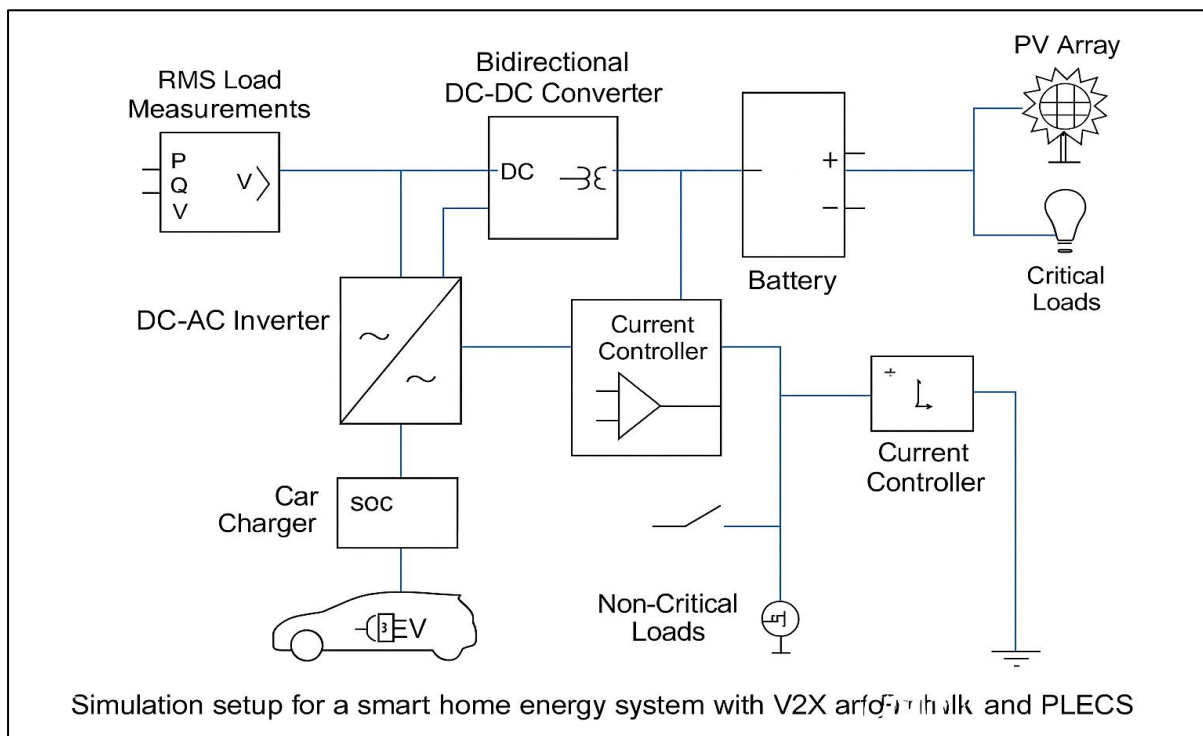 PV Array
Bidirectional
DC-DC Converter
RMS Load
Measurements
P
Q
V
V
DC
+
−
Battery
Critical
Loads
DC-AC Inverter
Current
Controller
+
Current
Controller
Car
Charger
SOC
EV
3
Non-Critical
Loads
Simulation setup for a smart home energy system with V2X and PLECS